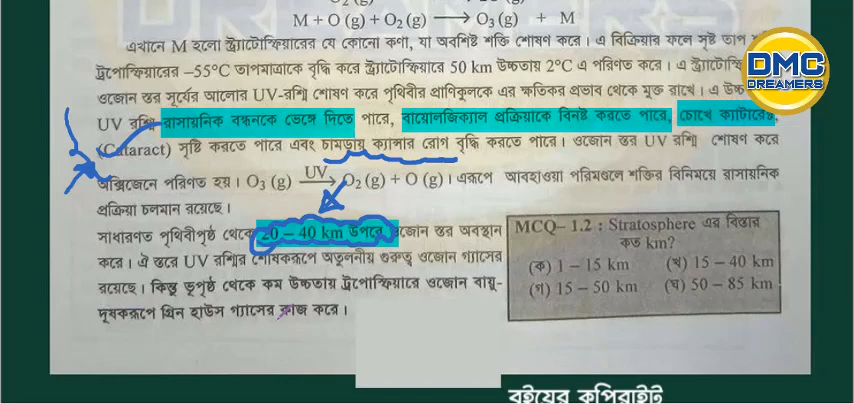 M + O (g) + O₂ (g) ⟶ O₃ (g) + M
এখানে M হলো স্ট্র্যাটোস্ফিয়ারের যে কোনো কণা, যা অবশিষ্ট শক্তি শোষণ করে। এ বিক্রিয়ার ফলে সৃষ্ট তাপ
ট্রপোস্ফিয়ারের –55°C তাপমাত্রাকে বৃদ্ধি করে স্ট্র্যাটোস্ফিয়ারে 50 km উচ্চতায় 2°C এ পরিণত করে। এ
ওজোন স্তর সূর্যের আলোর UV-রশ্মি শোষণ করে পৃথিবীর প্রাণিকুলকে এর ক্ষতিকর প্রভাব থেকে মুক্ত রাখে। এ
UV রশ্মি রাসায়নিক বন্ধনকে ভেঙ্গে দিতে পারে, বায়োলজিক্যাল প্রক্রিয়াকে বিনষ্ট করতে পারে, চোখে ক্যাটারেক্ট,
(Cataract) সৃষ্টি করতে পারে এবং চামড়ায় ক্যান্সার রোগ বৃদ্ধি করতে পারে। ওজোন স্তর UV রশ্মি শোষণ করে
অক্সিজেনে পরিণত হয়। O₃ (g) UV⟶ O₂ (g) + O (g)। এরূপে আবহাওয়া পরিমণ্ডলে শক্তির বিনিময়ে রাসায়নিক
প্রক্রিয়া চলমান রয়েছে।
সাধারণত পৃথিবীপৃষ্ঠ থেকে 20 – 40 km উপরে ওজোন স্তর অবস্থান
করে। ঐ স্তরে UV রশ্মির শোষকরূপে অতুলনীয় গুরুত্ব ওজোন গ্যাসের
রয়েছে। কিন্তু ভূপৃষ্ঠ থেকে কম উচ্চতায় ট্রপোস্ফিয়ারে ওজোন বায়ু-
দূষকরূপে গ্রিন হাউস গ্যাসের কাজ করে।
MCQ– 1.2 : Stratosphere এর বিস্তার
কত km?
(ক) 1 – 15 km (খ) 15 – 40 km
(গ) 15 – 50 km (ঘ) 50 – 85 km
DMC
DREAMERS
বইয়ের কপিরাইট